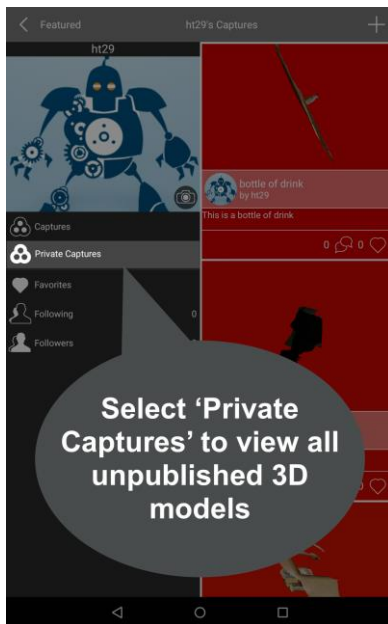 Featured
ht29's Captures
ht29
bottle of drink
by ht29
This is a bottle of drink
0 0
Captures
Private Captures
Favorites
Following 0
Followers
Select ‘Private
Captures’ to view all
unpublished 3D
models